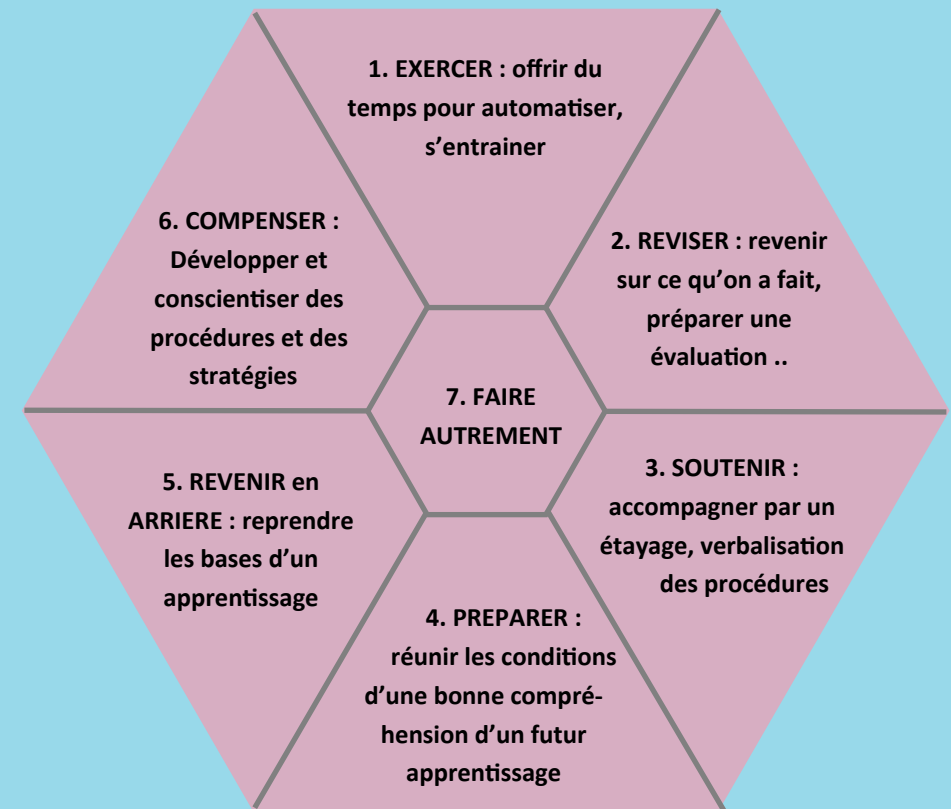 1. EXERCER : offrir du
temps pour automatiser,
s’entrainer
2. REVISER : revenir
sur ce qu’on a fait,
préparer une
évaluation ..
3. SOUTENIR :
accompagner par un
étayage, verbalisation
des procédures
4. PREPARER :
réunir les conditions
d’une bonne compré-
hension d’un futur
apprentissage
5. REVENIR en
ARRIERE : reprendre
les bases d’un
apprentissage
6. COMPENSER :
Développer et
conscientiser des
procédures et des
stratégies
7. FAIRE
AUTREMENT